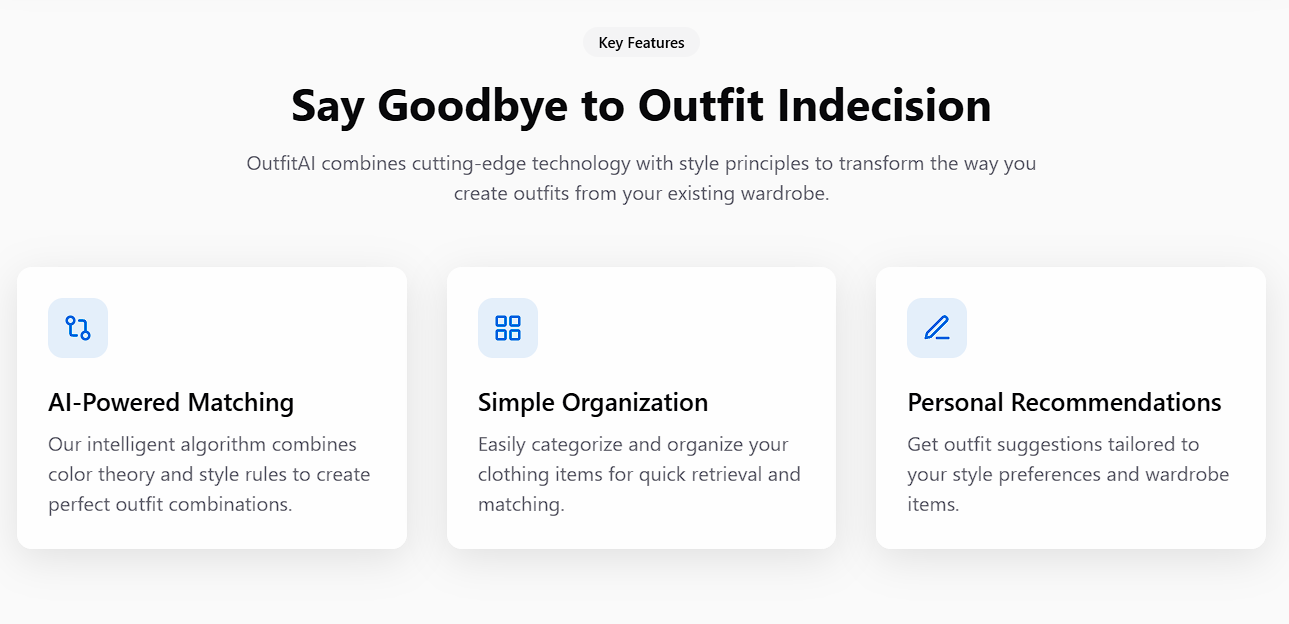 Key Features
Say Goodbye to Outfit Indecision
OutfitAI combines cutting-edge technology with style principles to transform the way you
create outfits from your existing wardrobe.
AI-Powered Matching
Our intelligent algorithm combines
color theory and style rules to create
perfect outfit combinations.
Simple Organization
Easily categorize and organize your
clothing items for quick retrieval and
matching.
Personal Recommendations
Get outfit suggestions tailored to
your style preferences and wardrobe
items.